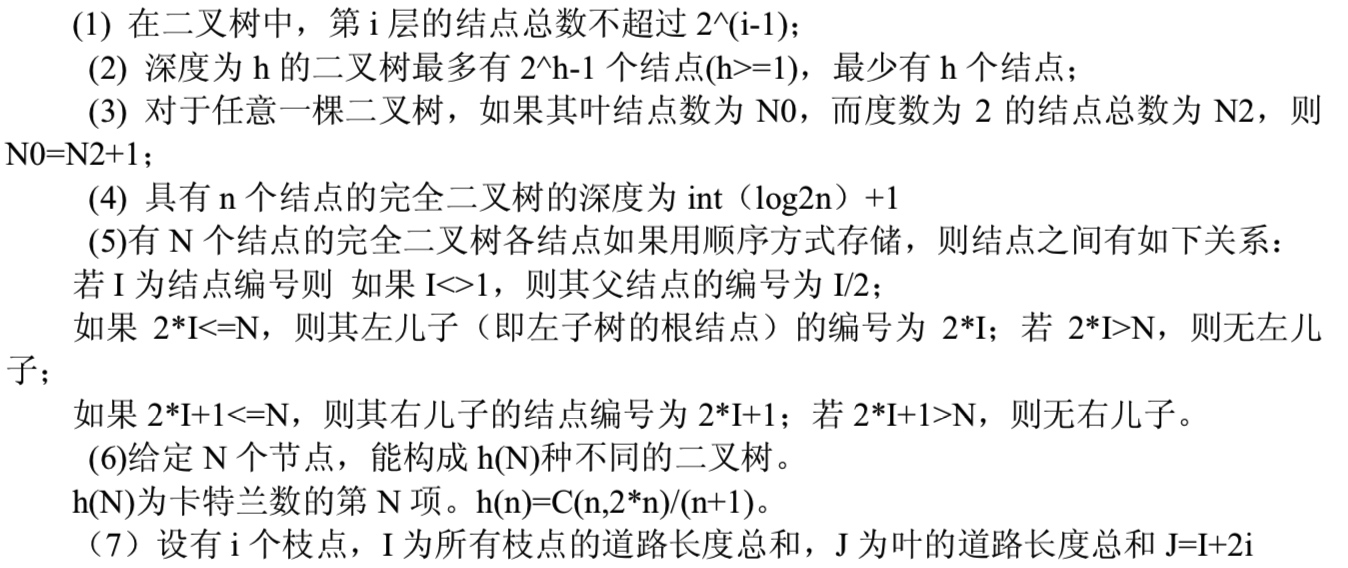 (1) 在二叉树中，第 i 层的结点总数不超过 2^(i-1)；
(2) 深度为 h 的二叉树最多有 2^h-1 个结点(h>=1)，最少有 h 个结点；
(3) 对于任意一棵二叉树，如果其叶结点数为 N0，而度数为 2 的结点总数为 N2，则
N0=N2+1；
(4) 具有 n 个结点的完全二叉树的深度为 int（log2n）+1
(5)有 N 个结点的完全二叉树各结点如果用顺序方式存储，则结点之间有如下关系：
若 I 为结点编号则 如果 I<>1，则其父结点的编号为 I/2；
如果 2*I<=N，则其左儿子（即左子树的根结点）的编号为 2*I；若 2*I>N，则无左儿
子；
如果 2*I+1<=N，则其右儿子的结点编号为 2*I+1；若 2*I+1>N，则无右儿子。
(6)给定 N 个节点，能构成 h(N)种不同的二叉树。
h(N)为卡特兰数的第 N 项。h(n)=C(n,2*n)/(n+1)。
（7）设有 i 个枝点，I 为所有枝点的道路长度总和，J 为叶的道路长度总和 J=I+2i